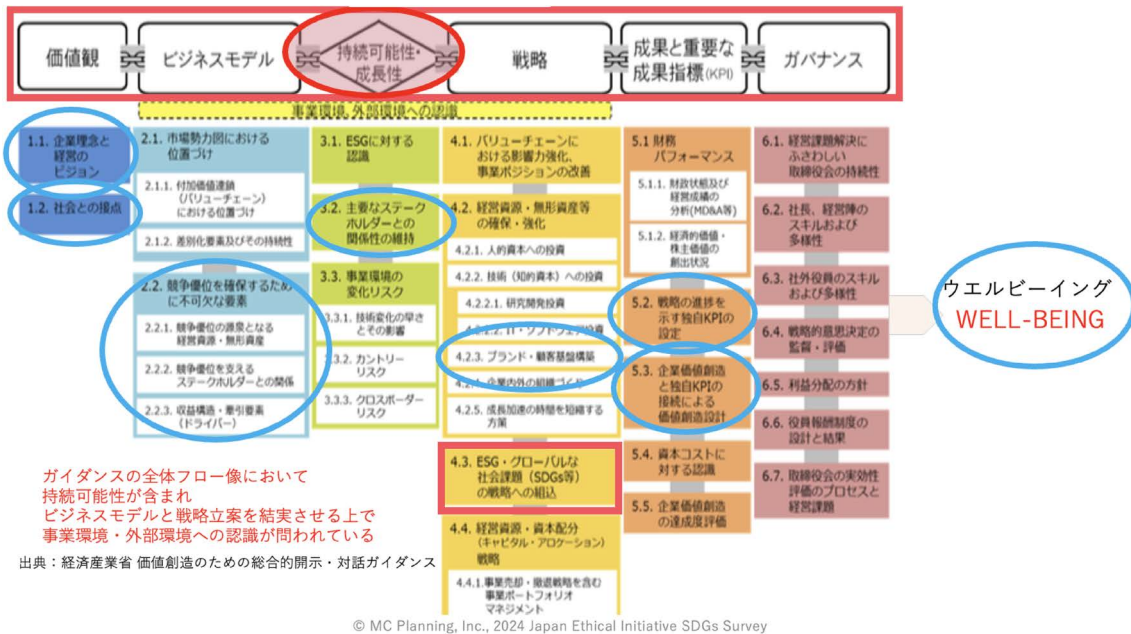 価値観
ビジネスモデル
持続可能性・
成長性
戦略
成果と重要な
成果指標(KPI)
ガバナンス
事業環境、外部環境への認識
1.1. 企業理念と
経営の
ビジョン
1.2. 社会との接点
2.1. 市場勢力図における
位置づけ
2.1.1. 付加価値連鎖
(バリューチェーン)
における位置づけ
2.1.2. 差別化要素及びその持続性
2.2. 競争優位を確保するため
に不可欠な要素
2.2.1. 競争優位の源泉となる
経営資源・無形資産
2.2.2. 競争優位を支える
ステークホルダーとの関係
2.2.3. 収益構造・牽引要素
(ドライバー)
3.1. ESGに対する
認識
3.2. 主要なステーク
ホルダーとの
関係性の維持
3.3. 事業環境の
変化リスク
3.3.1. 技術変化の早さ
とその影響
3.3.2. カントリー
リスク
3.3.3. クロスボーダー
リスク
4.1. バリューチェーンに
おける影響力強化、
事業ポジションの改善
4.2. 経営資源・無形資産等
の確保・強化
4.2.1. 人的資本への投資
4.2.2. 技術（知的資本）への投資
4.2.2.1. 研究開発投資
4.2.2.2. IT・ソフトウェア投資
4.2.3. ブランド・顧客基盤構築
4.2.4. 企業内外の組織づくり
4.2.5. 成長加速の時間を短縮する
方策
4.3. ESG・グローバルな
社会課題（SDGs等）
の戦略への組込
4.4. 経営資源・資本配分
(キャピタル・アロケーション)
戦略
4.4.1.事業売却・撤退戦略を含む
事業ポートフォリオ
マネジメント
5.1 財務
パフォーマンス
5.1.1. 財政状態及び
経営成績の
分析(MD&A等)
5.1.2. 経済的価値・
株主価値の
創出状況
5.2. 戦略の進捗を
示す独自KPIの
設定
5.3. 企業価値創造
と独自KPIの
接続による
価値創造設計
5.4. 資本コストに
対する認識
5.5. 企業価値創造
の達成度評価
6.1. 経営課題解決に
ふさわしい
取締役会の持続性
6.2. 社長、経営陣の
スキルおよび
多様性
6.3. 社外役員のスキル
および多様性
6.4. 戦略的意思決定の
監督・評価
6.5. 利益分配の方針
6.6. 役員報酬制度の
設計と結果
6.7. 取締役会の実効性
評価のプロセスと
経営課題
ウエルビーイング
WELL-BEING
ガイダンスの全体フロー像において
持続可能性が含まれ
ビジネスモデルと戦略立案を結実させる上で
事業環境・外部環境への認識が問われている
出典：経済産業省 価値創造のための総合的開示・対話ガイダンス
© MC Planning, Inc., 2024 Japan Ethical Initiative SDGs Survey